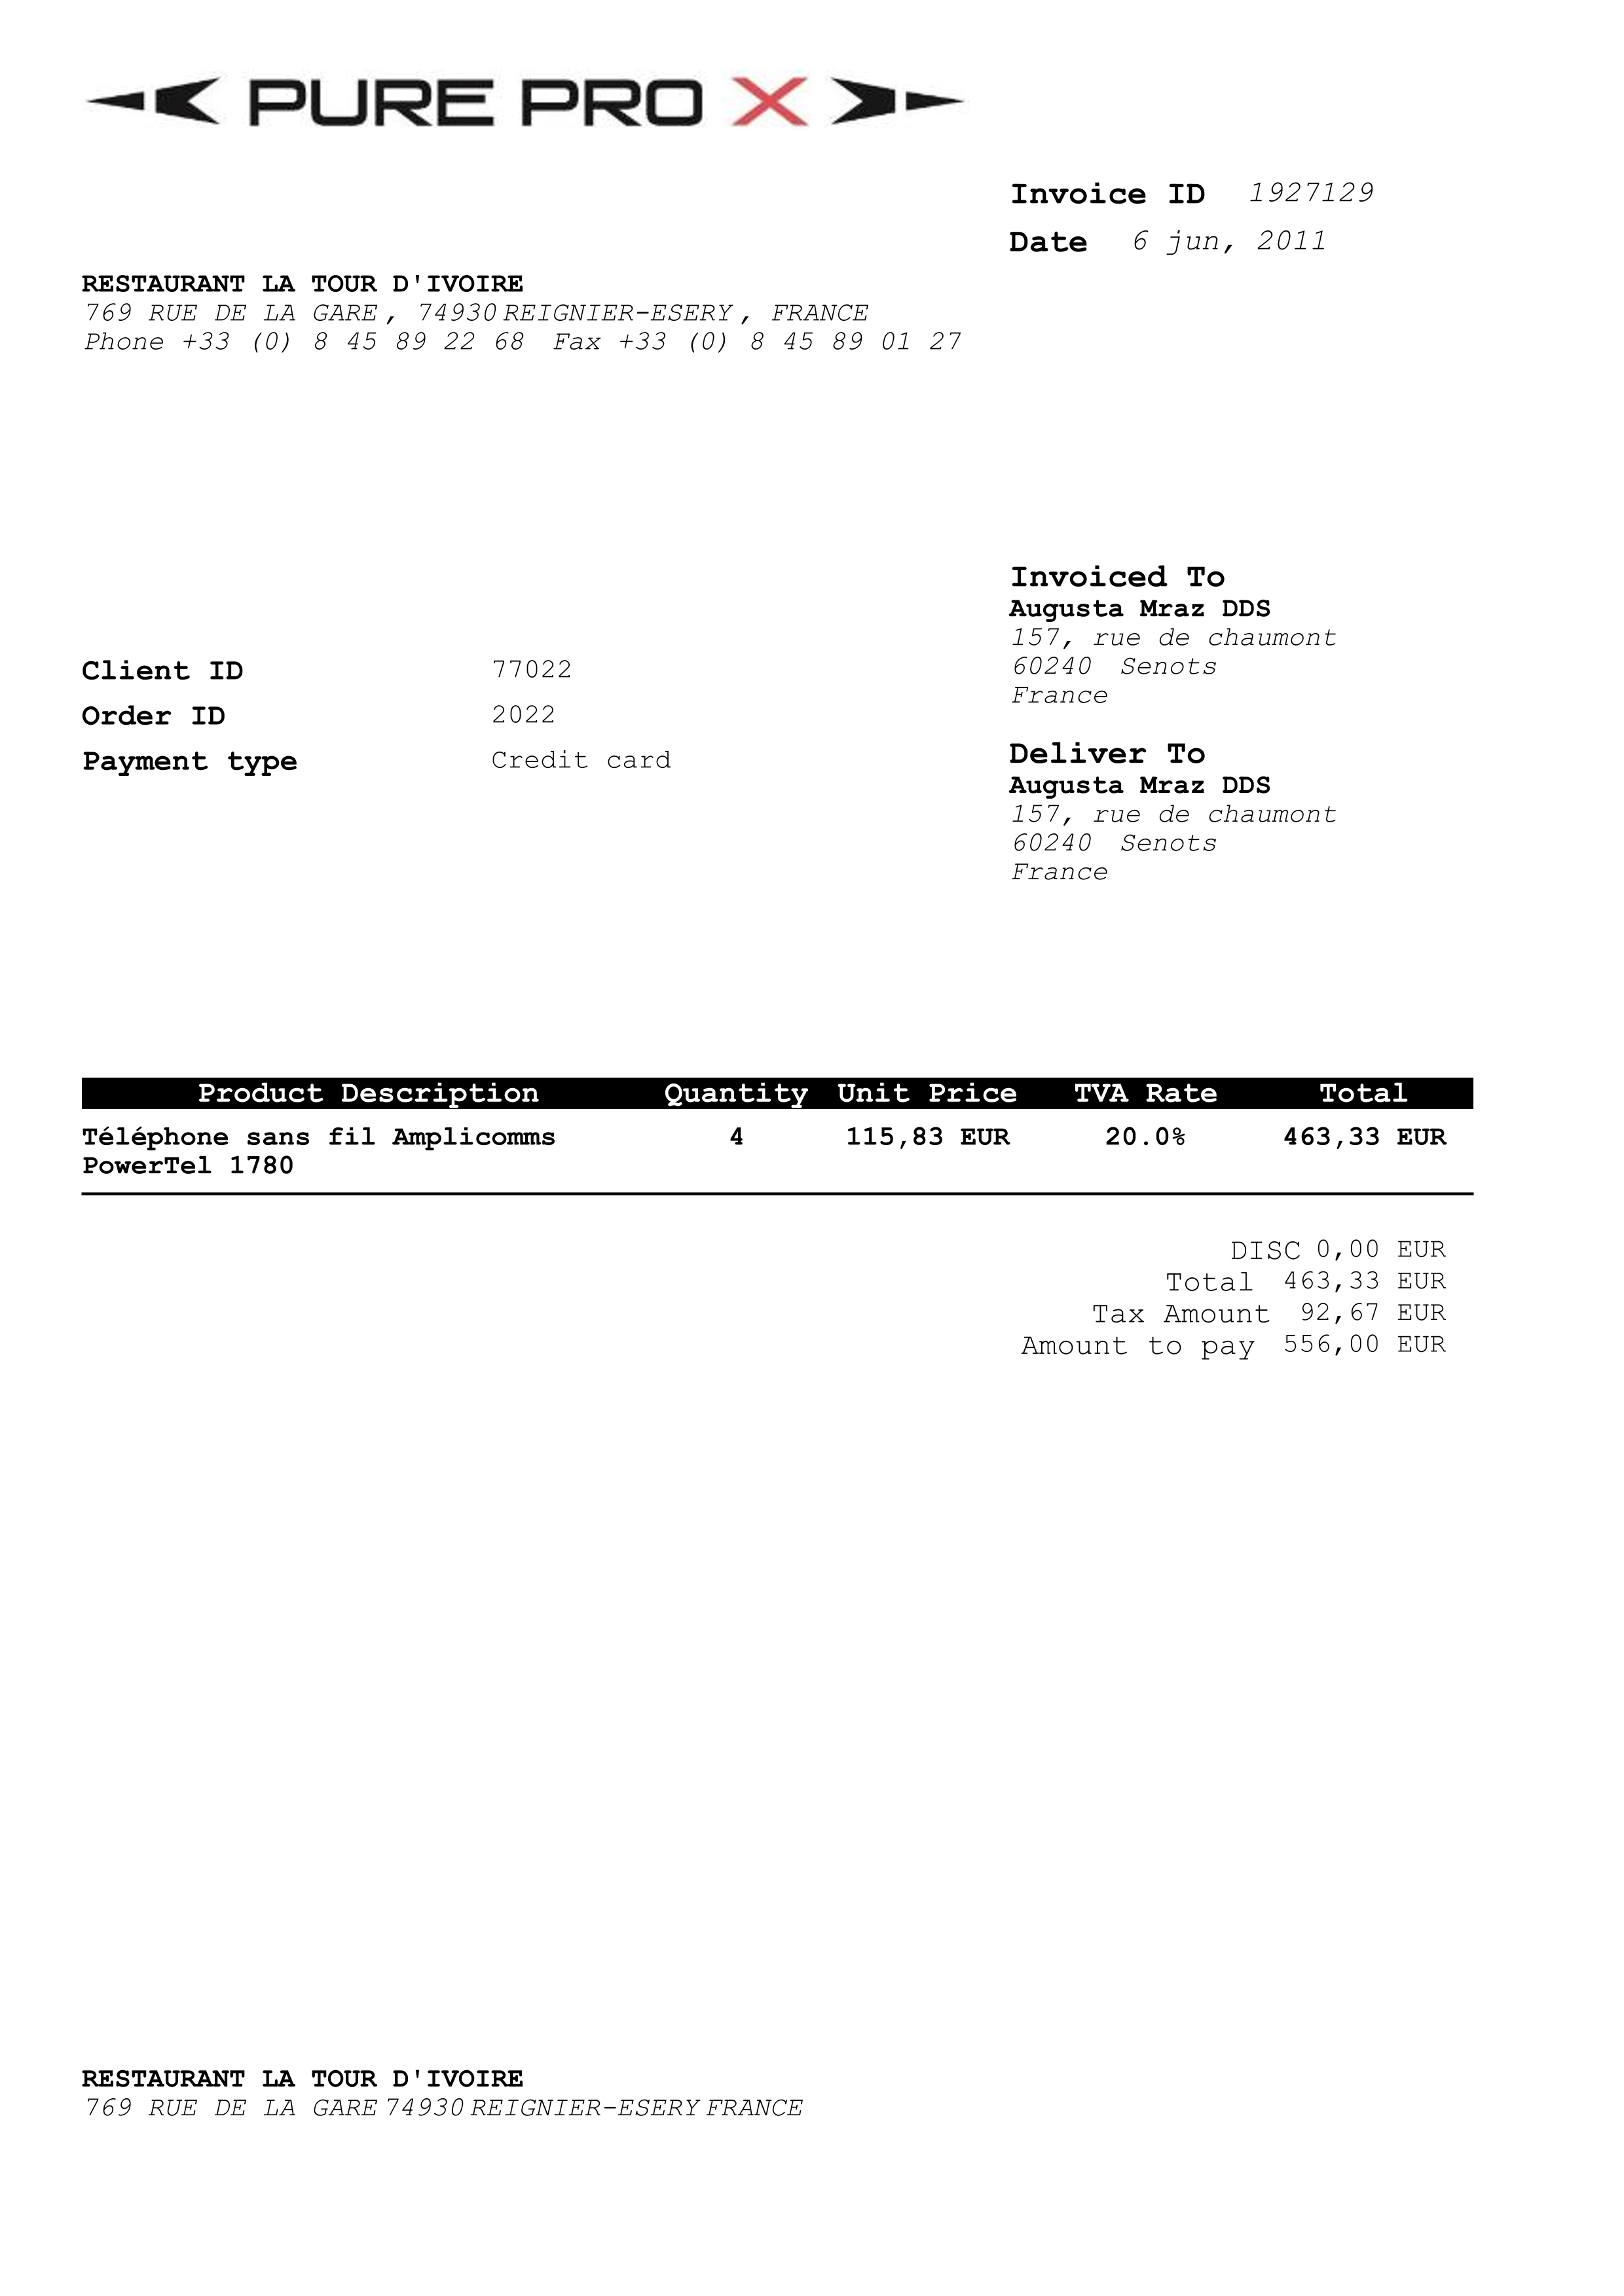 PURE PRO X
Invoice ID 1927129
Date 6 jun, 2011
RESTAURANT LA TOUR D'IVOIRE
769 RUE DE LA GARE, 74930 REIGNIER-ESERY, FRANCE
Phone +33 (0) 8 45 89 22 68 Fax +33 (0) 8 45 89 01 27
Invoiced To
Augusta Mraz DDS
157, rue de chaumont
60240 Senots
France
Client ID 77022
Order ID 2022
Payment type Credit card
Deliver To
Augusta Mraz DDS
157, rue de chaumont
60240 Senots
France
Product Description Quantity Unit Price TVA Rate Total
Téléphone sans fil Amplicomms 4 115,83 EUR 20.0% 463,33 EUR
PowerTel 1780
DISC 0,00 EUR
Total 463,33 EUR
Tax Amount 92,67 EUR
Amount to pay 556,00 EUR
RESTAURANT LA TOUR D'IVOIRE
769 RUE DE LA GARE 74930 REIGNIER-ESERY FRANCE